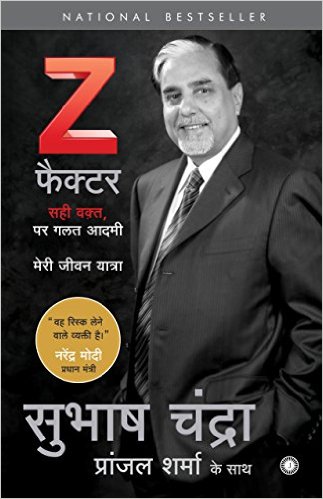 NATIONAL BESTSELLER
Z
फैक्टर
सही वक़्त,
पर गलत आदमी
मेरी जीवन यात्रा
"वह रिस्क लेने
वाले व्यक्ती है।"
नरेंद्र मोदी
प्रधान मंत्री
सुभाष चंद्रा
प्रांजल शर्मा के साथ